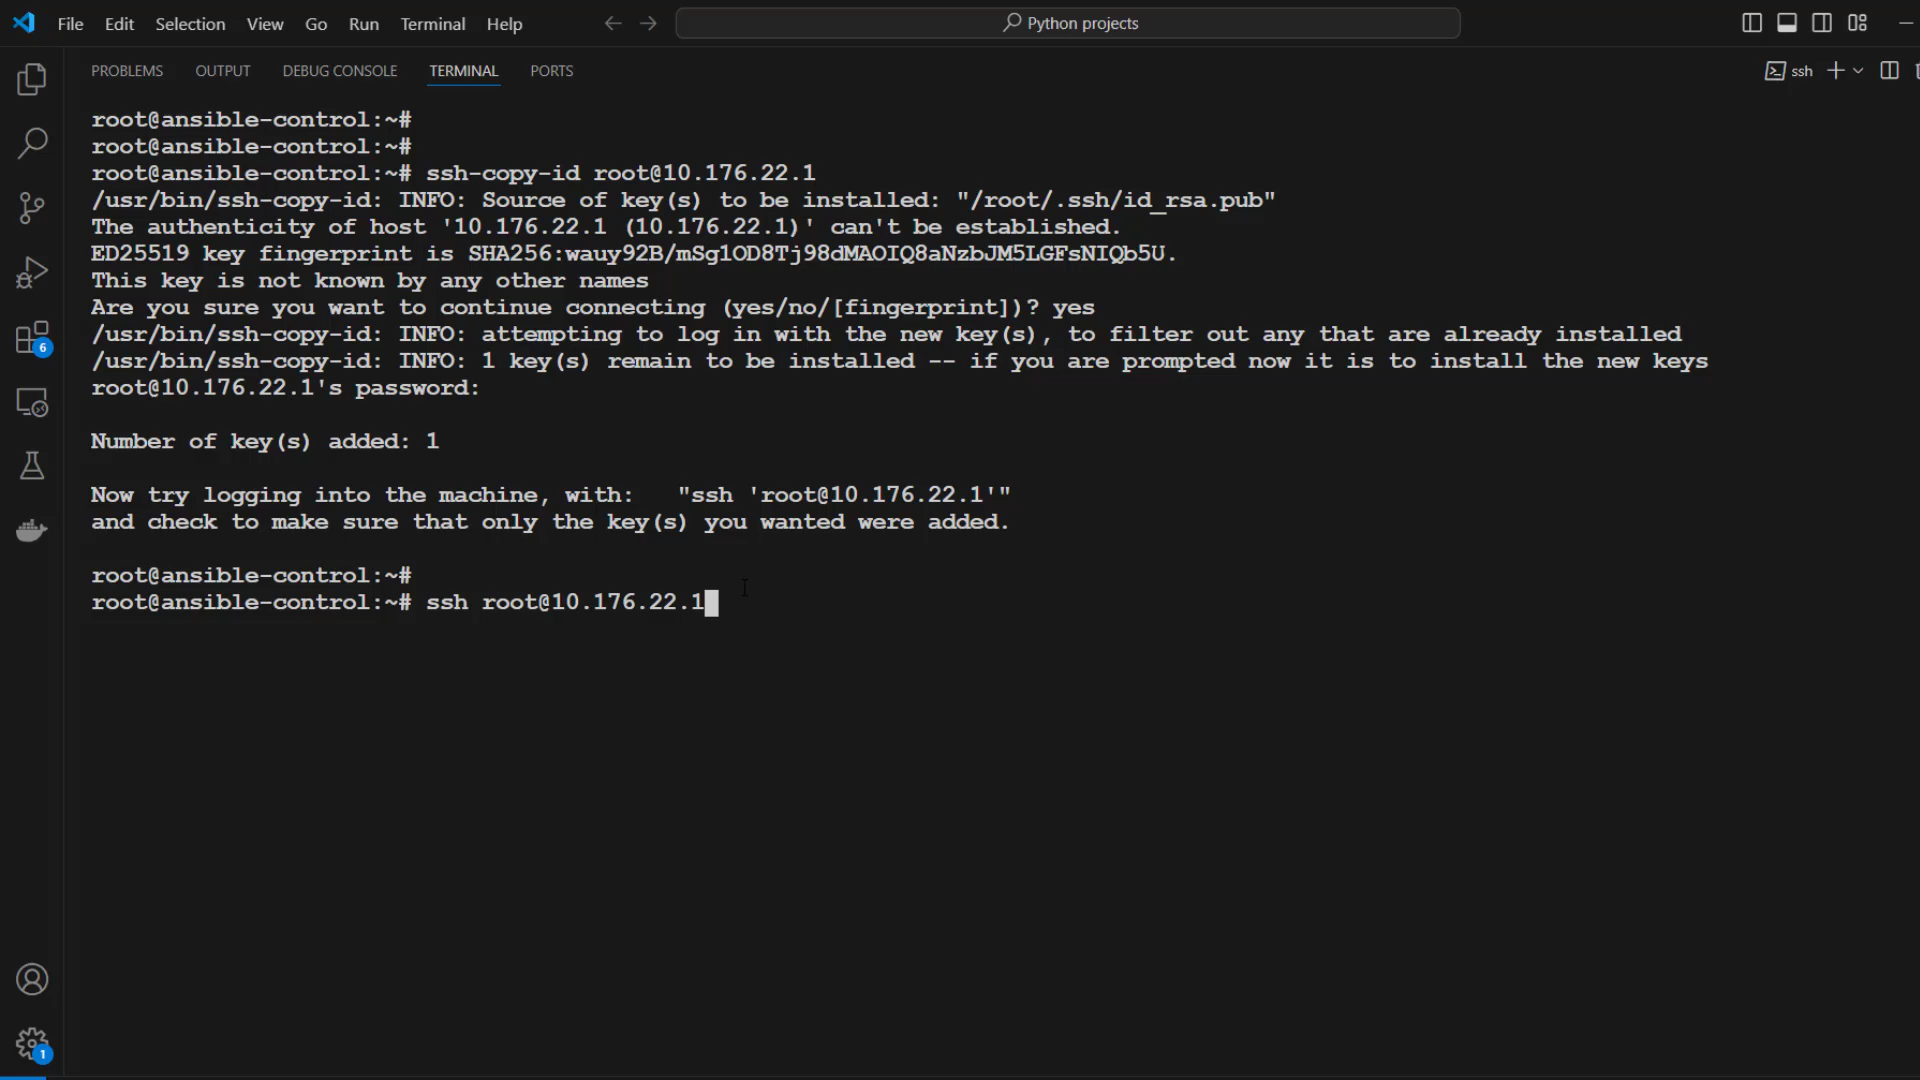 File Edit Selection View Go Run Terminal Help Python projects
PROBLEMS OUTPUT DEBUG CONSOLE TERMINAL PORTS ssh
root@ansible-control:~#
root@ansible-control:~#
root@ansible-control:~# ssh-copy-id root@10.176.22.1
/usr/bin/ssh-copy-id: INFO: Source of key(s) to be installed: "/root/.ssh/id_rsa.pub"
The authenticity of host '10.176.22.1 (10.176.22.1)' can't be established.
ED25519 key fingerprint is SHA256:wauy92B/mSg1OD8Tj98dMAOIQ8aNzbJM5LGFsNIQb5U.
This key is not known by any other names
Are you sure you want to continue connecting (yes/no/[fingerprint])? yes
/usr/bin/ssh-copy-id: INFO: attempting to log in with the new key(s), to filter out any that are already installed
/usr/bin/ssh-copy-id: INFO: 1 key(s) remain to be installed -- if you are prompted now it is to install the new keys
root@10.176.22.1's password:
Number of key(s) added: 1
Now try logging into the machine, with:   "ssh 'root@10.176.22.1'"
and check to make sure that only the key(s) you wanted were added.
root@ansible-control:~#
root@ansible-control:~# ssh root@10.176.22.1
6
1